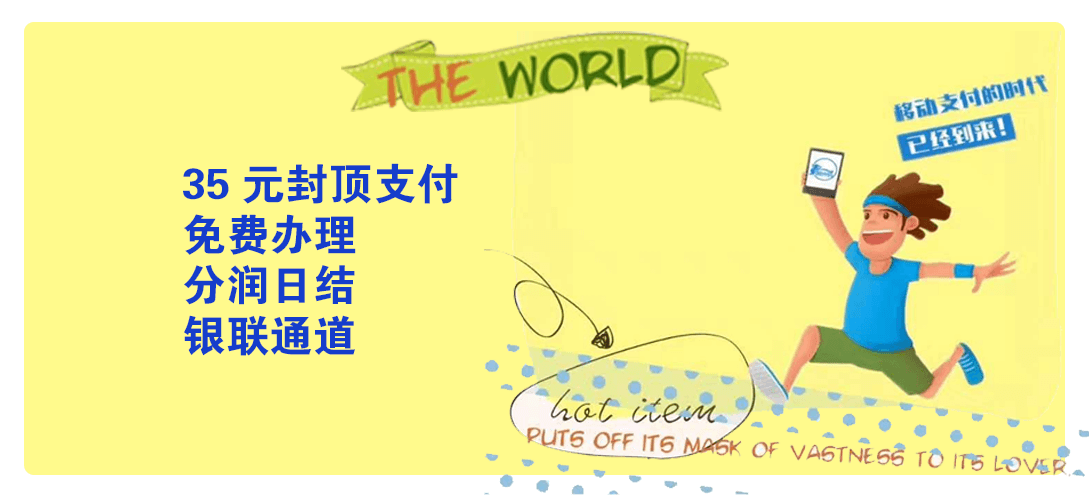 THE WORLD
移动支付的时代
已经到来!
35 元封顶支付
免费办理
分润日结
银联通道
hot item
PUTS OFF ITS MASK OF VASTNESS TO ITS LOVER